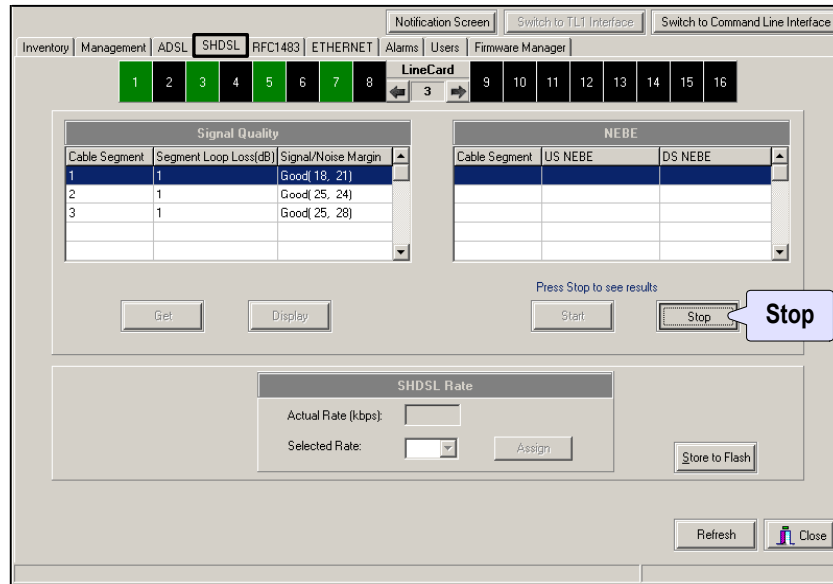 Notification Screen Switch to TL1 Interface Switch to Command Line Interface
Inventory Management ADSL SHDSL RFC1483 ETHERNET Alarms Users Firmware Manager
LineCard
1 2 3 4 5 6 7 8 3 9 10 11 12 13 14 15 16
Signal Quality NEBE
Cable Segment Segment Loop Loss(dB) Signal/Noise Margin Cable Segment US NEBE DS NEBE
1 1 Good( 18, 21)
2 1 Good( 25, 24)
3 1 Good( 25, 28)
Press Stop to see results
Get Display Start Stop Stop
SHDSL Rate
Actual Rate (kbps):
Selected Rate: Assign
Store to Flash
Refresh Close